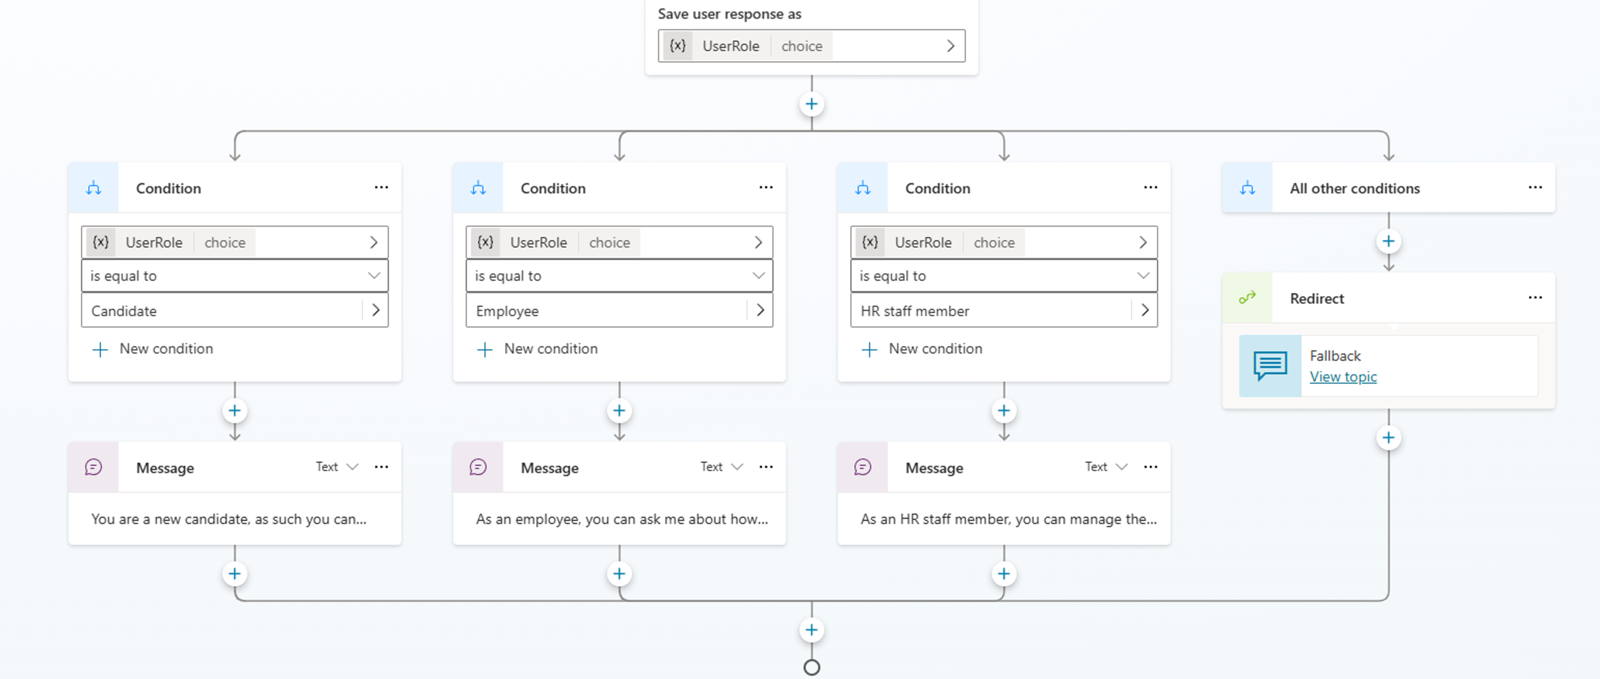 Save user response as
{x} UserRole choice
Condition
{x} UserRole choice
is equal to
Candidate
New condition
Condition
{x} UserRole choice
is equal to
Employee
New condition
Condition
{x} UserRole choice
is equal to
HR staff member
New condition
All other conditions
Redirect
Fallback
View topic
Message Text
You are a new candidate, as such you can...
Message Text
As an employee, you can ask me about how...
Message Text
As an HR staff member, you can manage the...